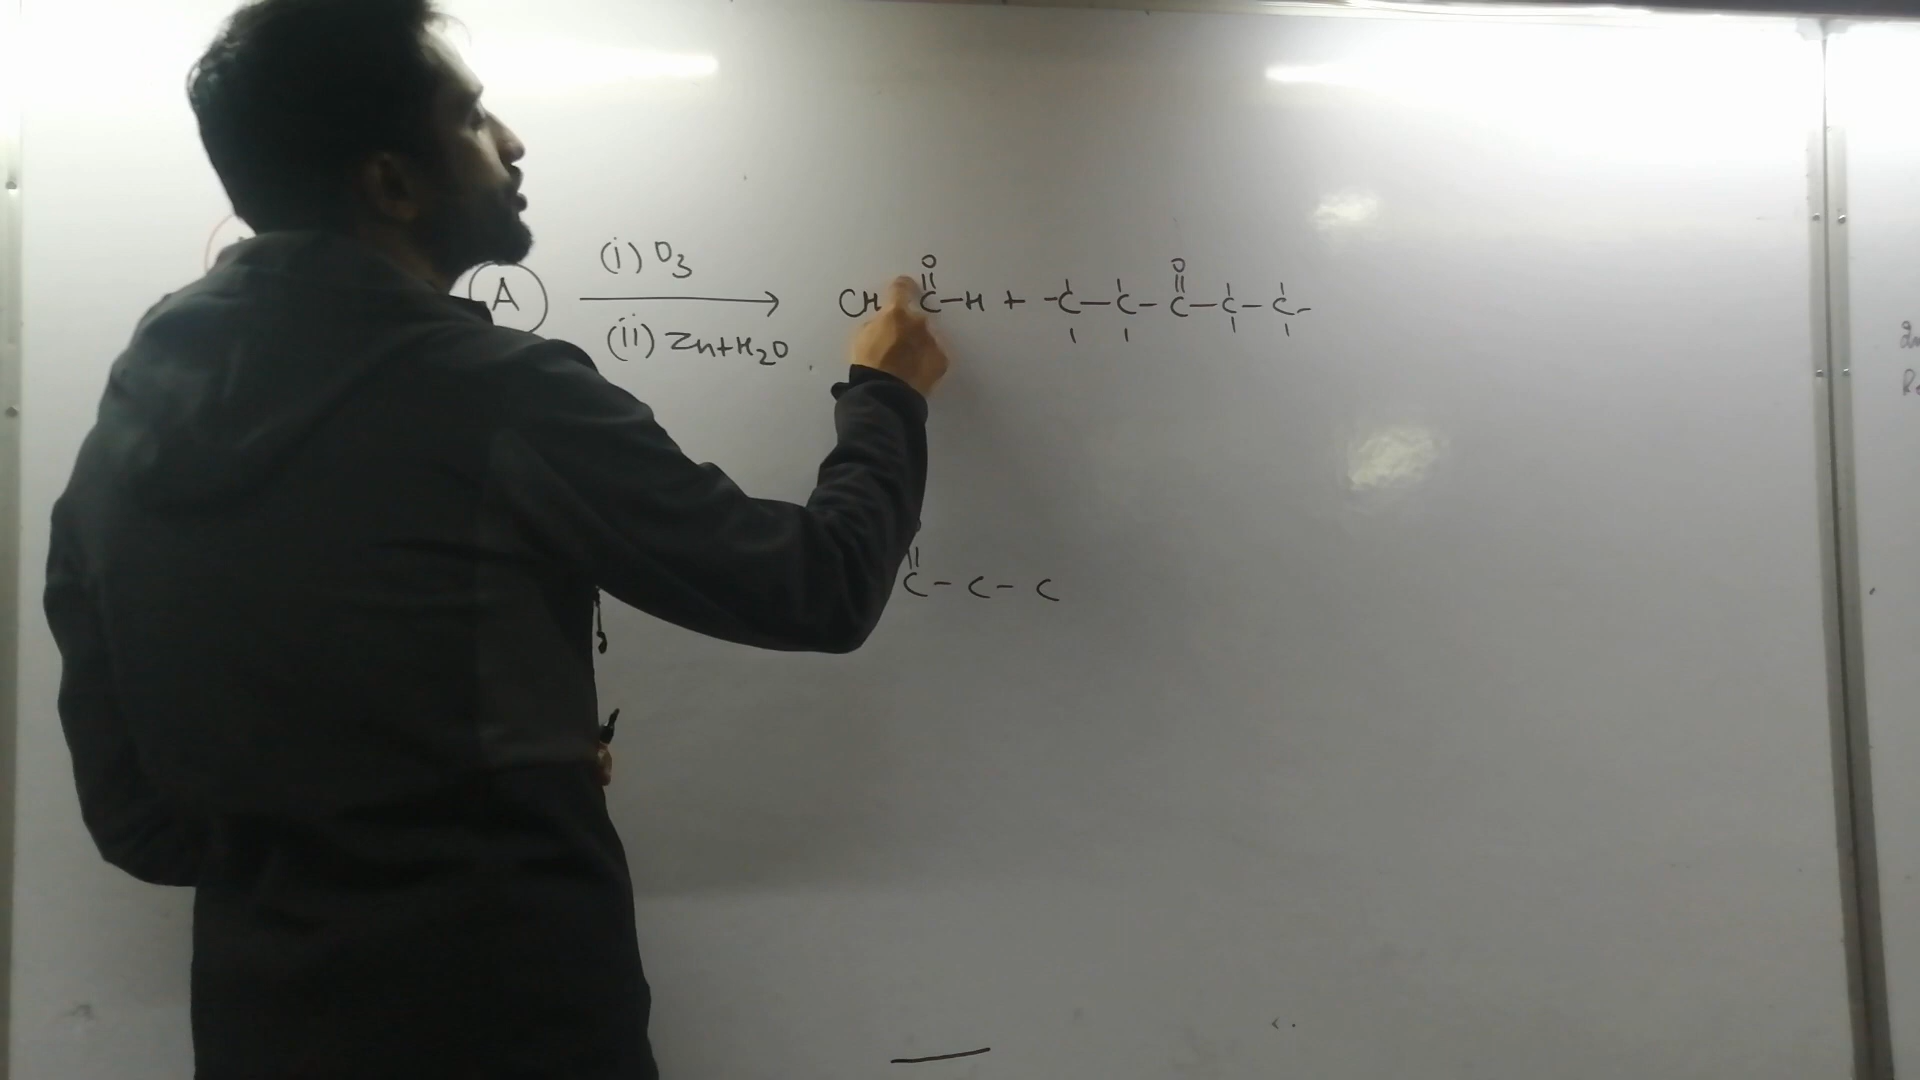 (i) O3
A → CH C–H + –C–C–C–C–C–
O O
(ii) Zn+H2O
C – C – C